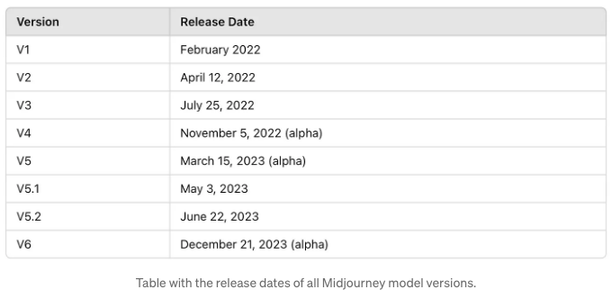 Version Release Date
V1 February 2022
V2 April 12, 2022
V3 July 25, 2022
V4 November 5, 2022 (alpha)
V5 March 15, 2023 (alpha)
V5.1 May 3, 2023
V5.2 June 22, 2023
V6 December 21, 2023 (alpha)
Table with the release dates of all Midjourney model versions.